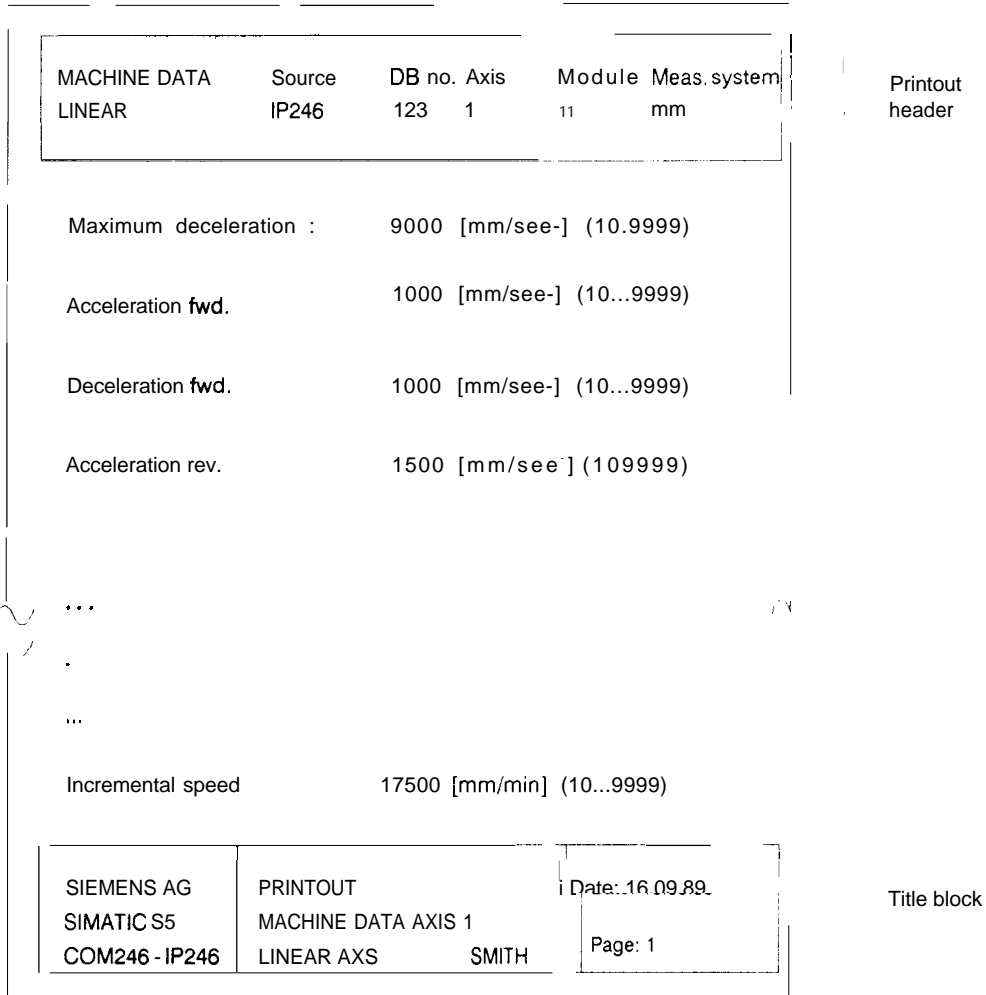 MACHINE DATA Source DB no. Axis Module Meas. system
LINEAR IP246 123 1 11 mm
Printout
header
Maximum deceleration : 9000 [mm/see-] (10.9999)
Acceleration fwd. 1000 [mm/see-] (10...9999)
Deceleration fwd. 1000 [mm/see-] (10...9999)
Acceleration rev. 1500 [mm/see-] (109999)
...
.
...
Incremental speed 17500 [mm/min] (10...9999)
SIEMENS AG PRINTOUT i Date: 16.09.89
SIMATIC S5 MACHINE DATA AXIS 1
COM246 - IP246 LINEAR AXS SMITH Page: 1
Title block